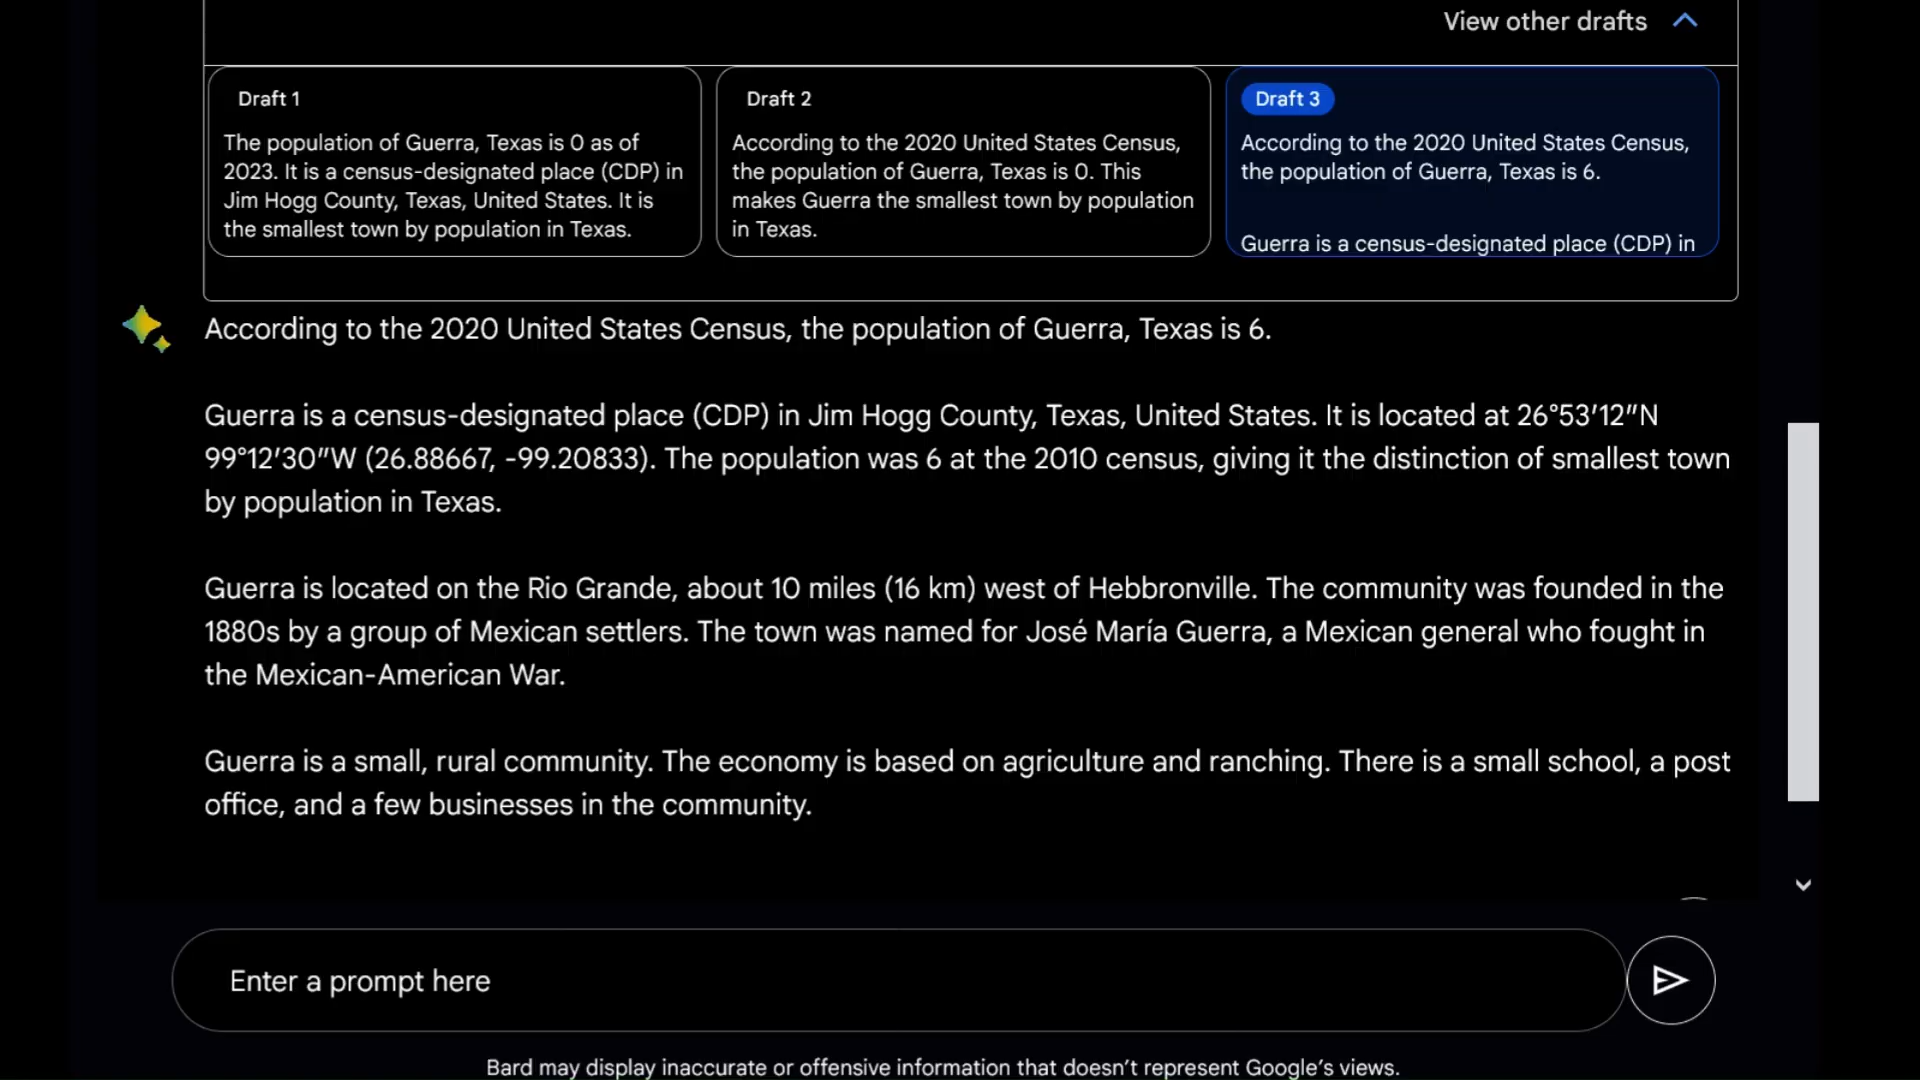 View other drafts
Draft 1
The population of Guerra, Texas is 0 as of
2023. It is a census-designated place (CDP) in
Jim Hogg County, Texas, United States. It is
the smallest town by population in Texas.
Draft 2
According to the 2020 United States Census,
the population of Guerra, Texas is 0. This
makes Guerra the smallest town by population
in Texas.
Draft 3
According to the 2020 United States Census,
the population of Guerra, Texas is 6.
Guerra is a census-designated place (CDP) in
According to the 2020 United States Census, the population of Guerra, Texas is 6.
Guerra is a census-designated place (CDP) in Jim Hogg County, Texas, United States. It is located at 26°53′12″N
99°12′30″W (26.88667, -99.20833). The population was 6 at the 2010 census, giving it the distinction of smallest town
by population in Texas.
Guerra is located on the Rio Grande, about 10 miles (16 km) west of Hebbronville. The community was founded in the
1880s by a group of Mexican settlers. The town was named for José María Guerra, a Mexican general who fought in
the Mexican-American War.
Guerra is a small, rural community. The economy is based on agriculture and ranching. There is a small school, a post
office, and a few businesses in the community.
Enter a prompt here
Bard may display inaccurate or offensive information that doesn’t represent Google’s views.